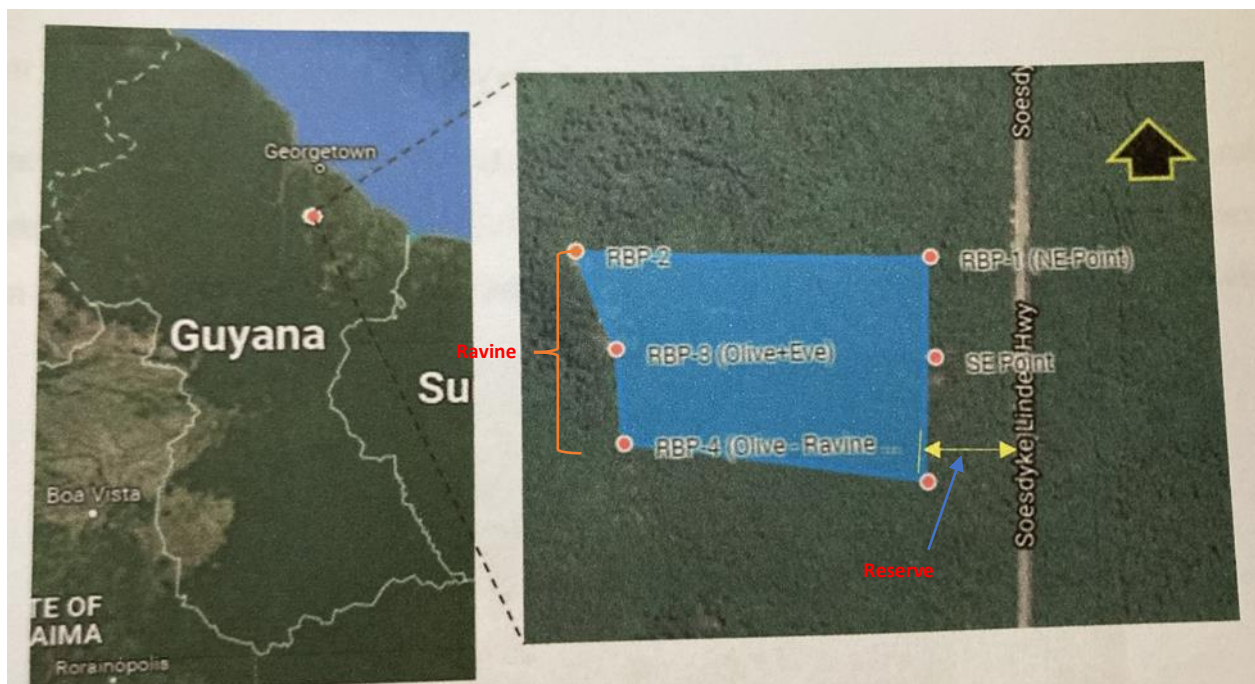 Georgetown
Guyana
Su
Boa Vista
TE OF
AIMA
Rorainópolis
Soesdy
RBP-2
RBP-1 (NE-Point)
Ravine
RBP-3 (Olive+Eve)
SE Point
RBP-4 (Olive - Ravine ...
Soesdyke Linden Hwy
Reserve